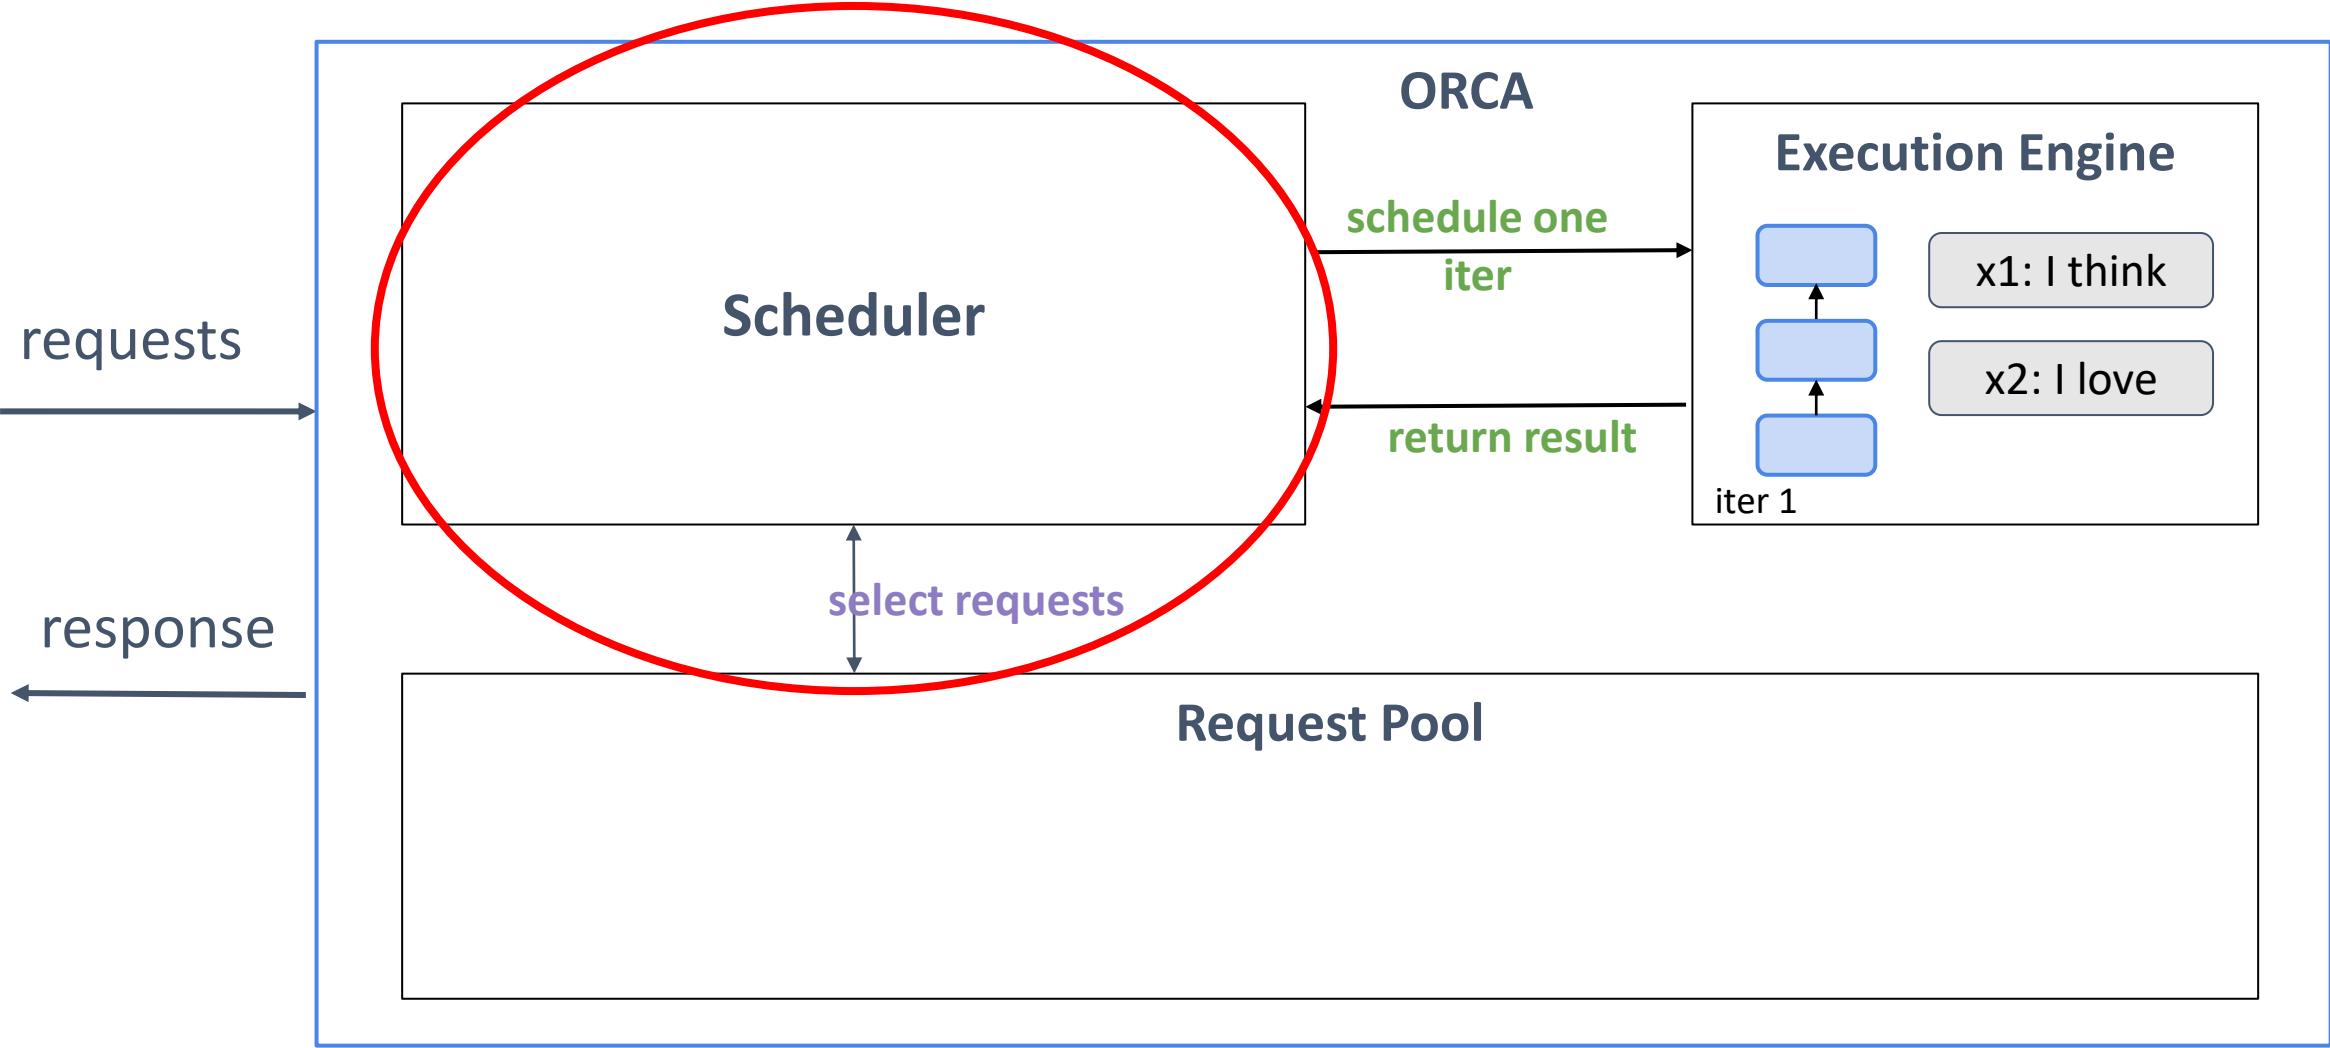 ORCA
Execution Engine
schedule one
iter
x1: I think
Scheduler
requests
x2: I love
return result
iter 1
select requests
response
Request Pool